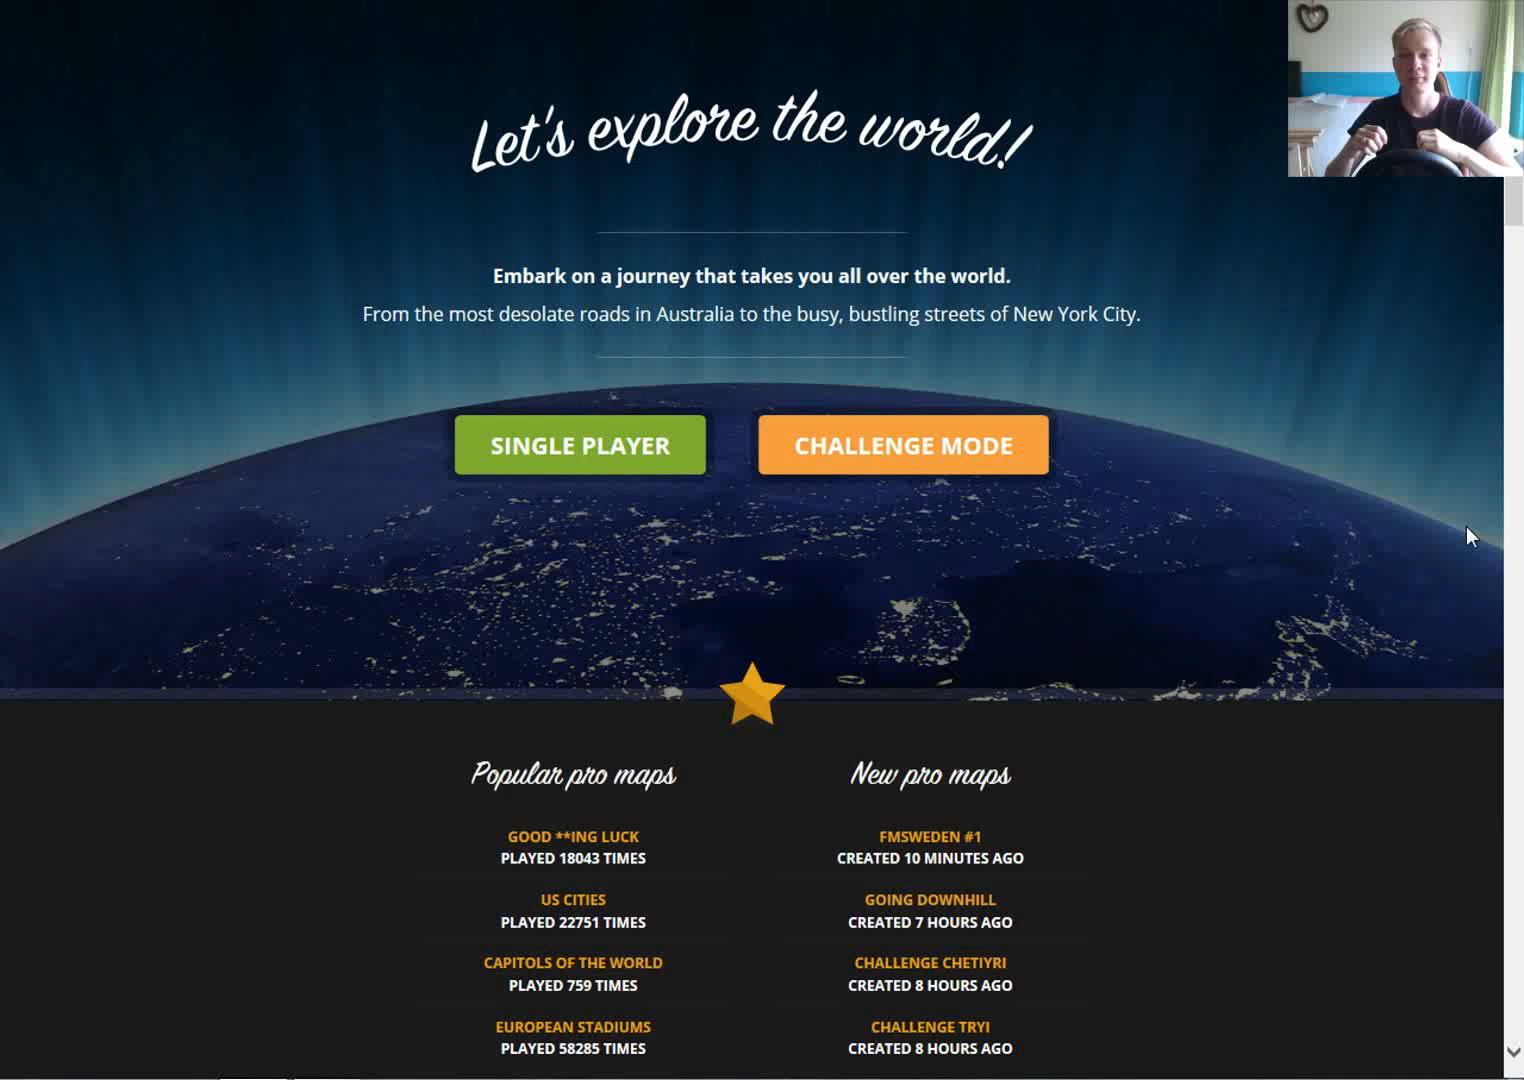 Let's explore the world!
Embark on a journey that takes you all over the world.
From the most desolate roads in Australia to the busy, bustling streets of New York City.
SINGLE PLAYER
CHALLENGE MODE
Popular pro maps
GOOD **ING LUCK
PLAYED 18043 TIMES
US CITIES
PLAYED 22751 TIMES
CAPITOLS OF THE WORLD
PLAYED 759 TIMES
EUROPEAN STADIUMS
PLAYED 58285 TIMES
New pro maps
FMSWEDEN #1
CREATED 10 MINUTES AGO
GOING DOWNHILL
CREATED 7 HOURS AGO
CHALLENGE CHETIYRI
CREATED 8 HOURS AGO
CHALLENGE TRYI
CREATED 8 HOURS AGO